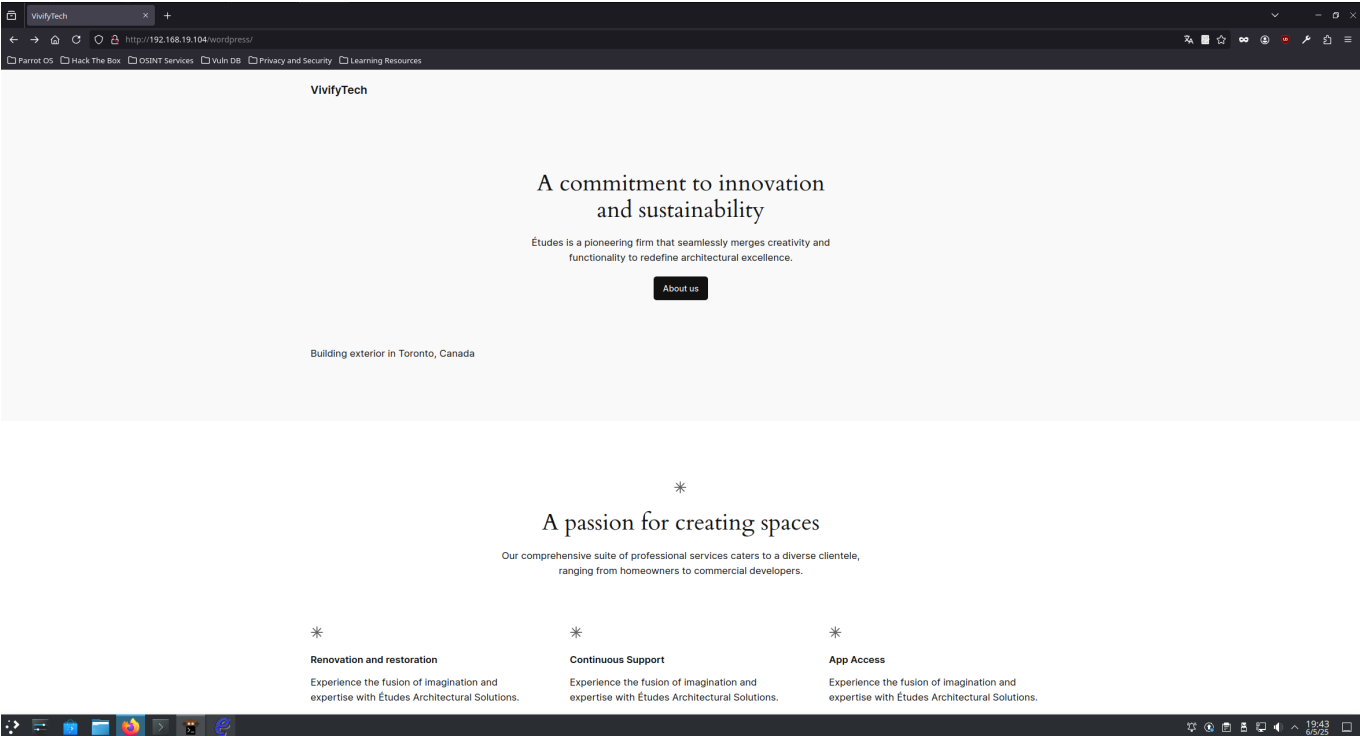 VivifyTech
http://192.168.19.104/wordpress/
Parrot OS Hack The Box OSINT Services Vuln DB Privacy and Security Learning Resources
VivifyTech
A commitment to innovation
and sustainability
Études is a pioneering firm that seamlessly merges creativity and
functionality to redefine architectural excellence.
About us
Building exterior in Toronto, Canada
A passion for creating spaces
Our comprehensive suite of professional services caters to a diverse clientele,
ranging from homeowners to commercial developers.
Renovation and restoration
Experience the fusion of imagination and
expertise with Études Architectural Solutions.
Continuous Support
Experience the fusion of imagination and
expertise with Études Architectural Solutions.
App Access
Experience the fusion of imagination and
expertise with Études Architectural Solutions.
19:43
6/5/25